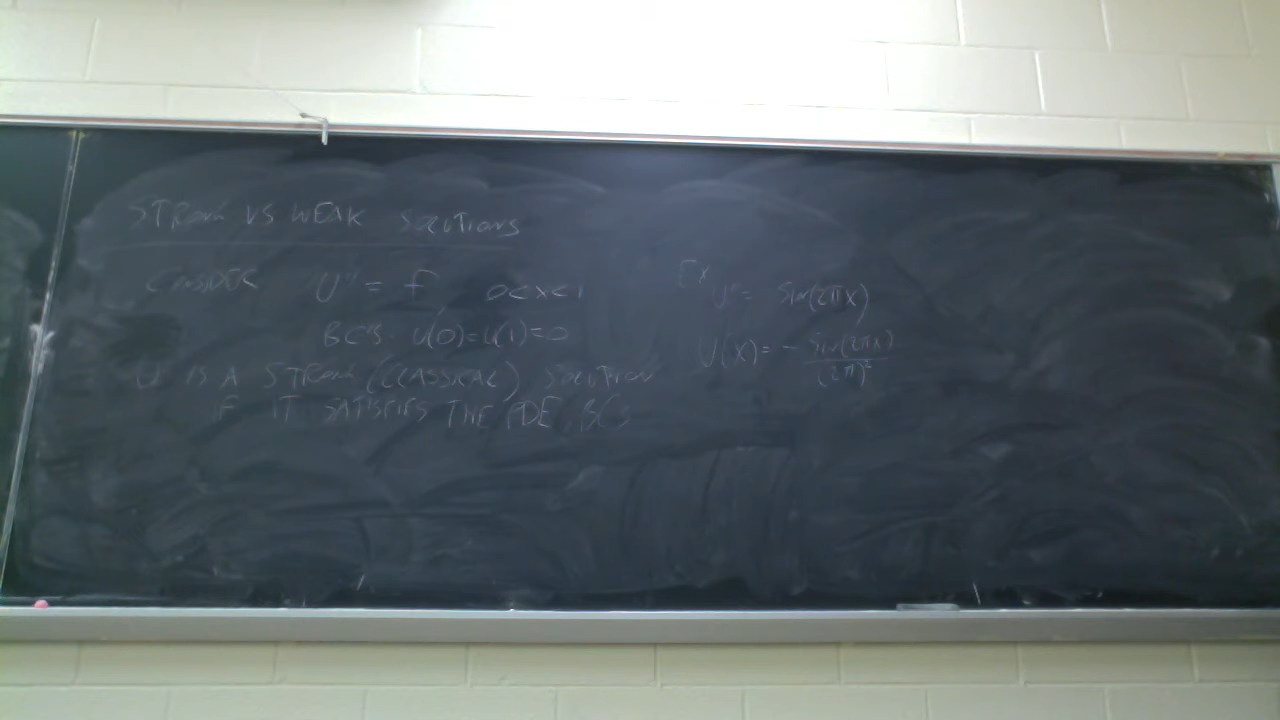 STRONG VS WEAK SOLUTIONS
CONSIDER U'' = f 0<x<1
BC'S U(0)=U(1)=0
U IS A STRONG (CLASSICAL) SOLUTION
IF IT SATISFIES THE PDE, BCs
Ex
U''= Sin(2πx)
U(x)= - Sin(2πx)/(2π)²